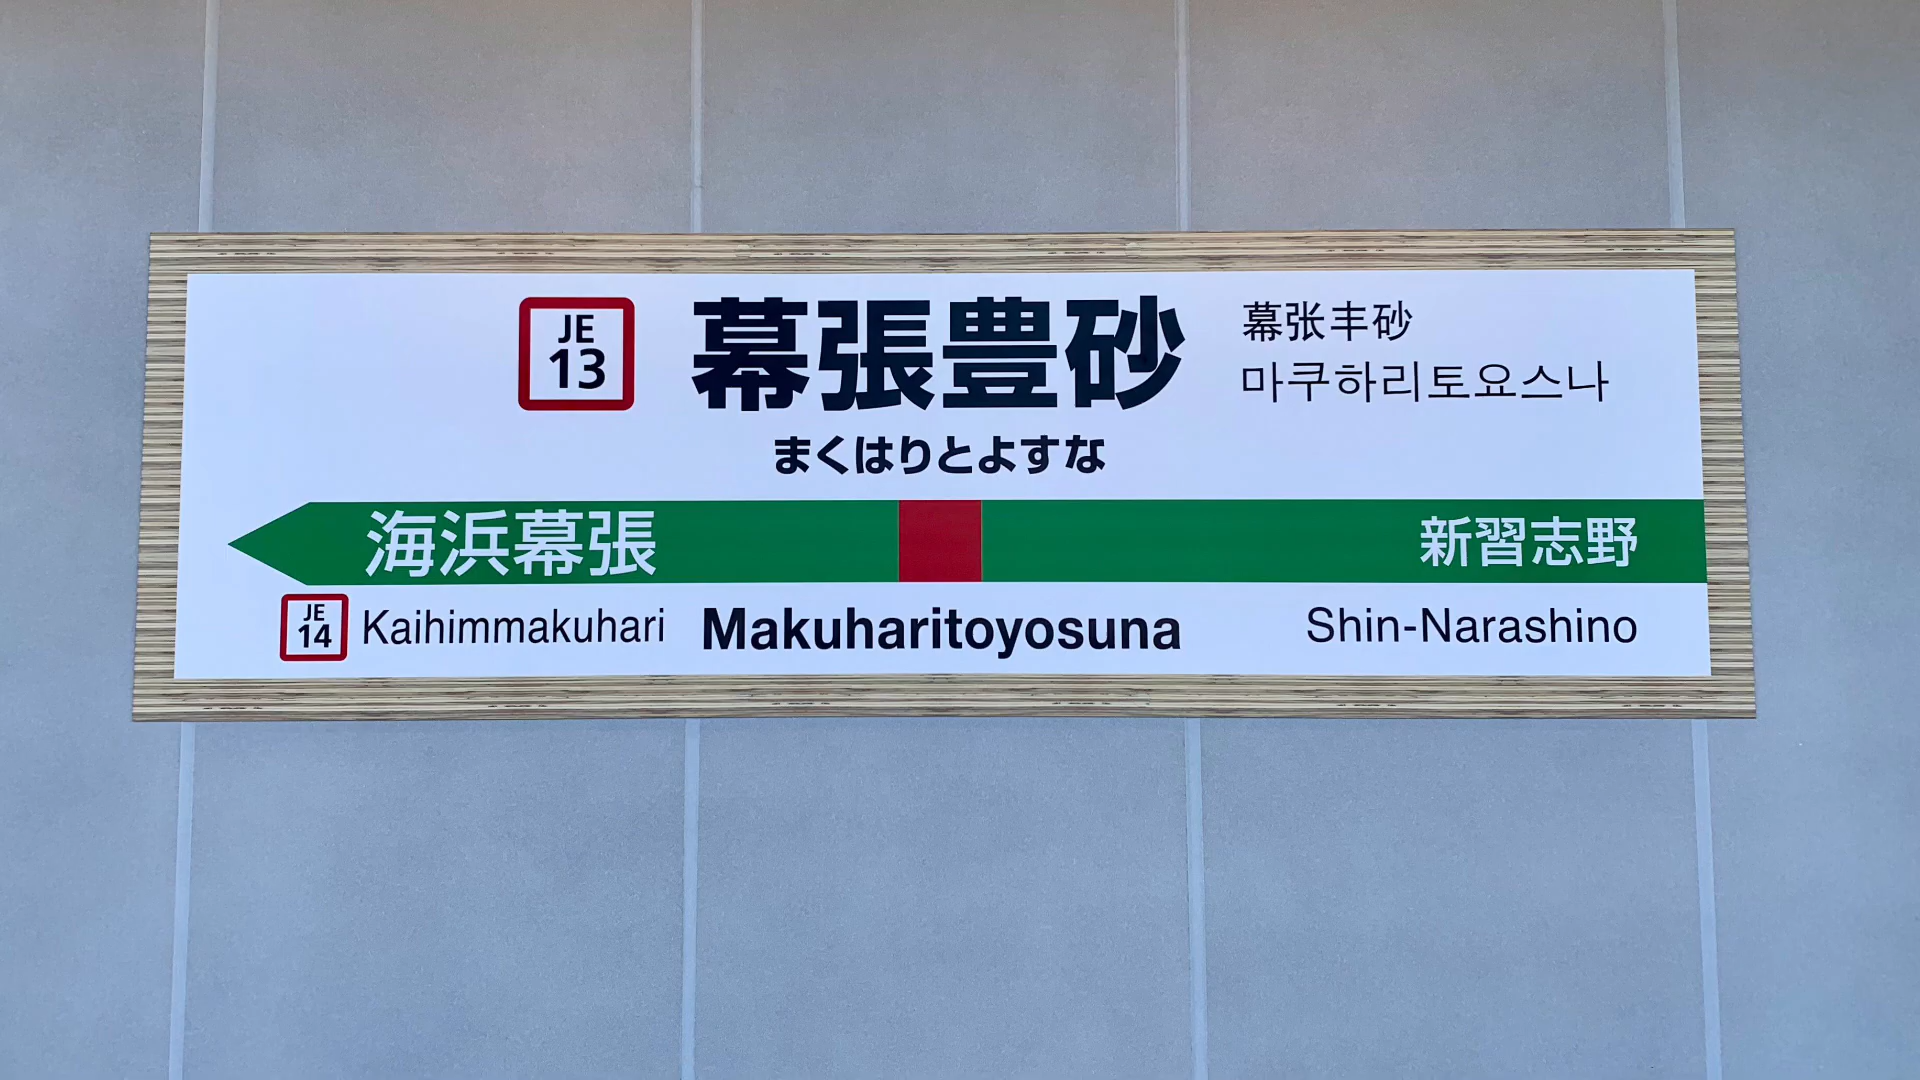 JE
13
幕張豊砂
幕张丰砂
마쿠하리토요스나
まくはりとよすな
海浜幕張
新習志野
JE
14
Kaihimmakuhari
Makuharitoyosuna
Shin-Narashino